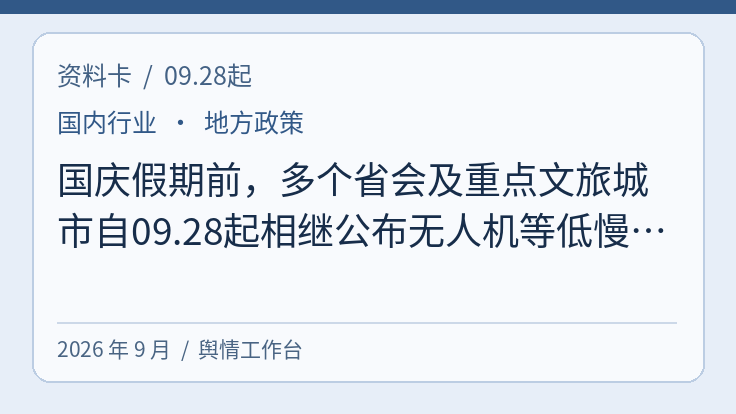 资料卡 / 09.28起
国内行业 · 地方政策
国庆假期前，多个省会及重点文旅城
市自09.28起相继公布无人机等低慢…
2026 年 9 月 / 舆情工作台